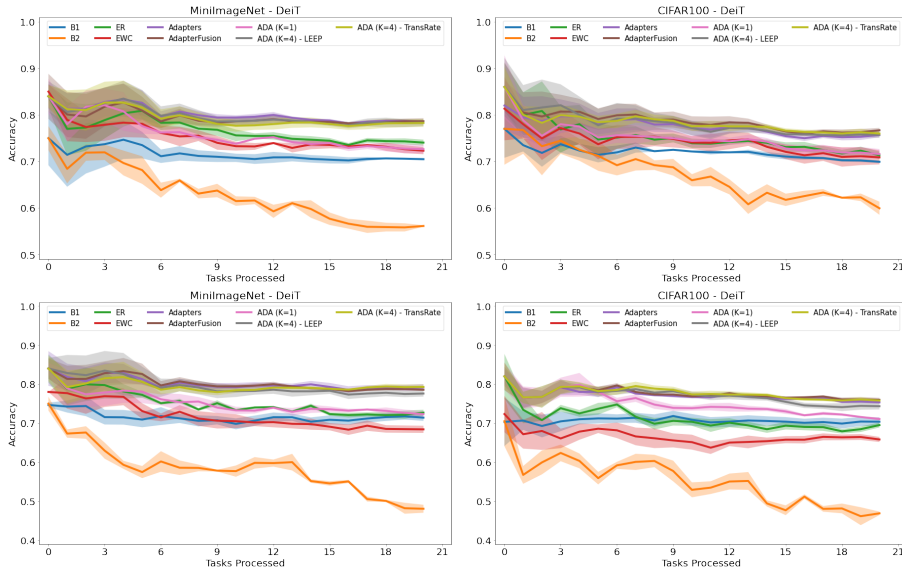 MiniImageNet - DeiT
B1 ER Adapters ADA (K=1) ADA (K=4) - TransRate
B2 EWC AdapterFusion ADA (K=4) - LEEP
1.0
0.9
0.8
0.7
0.6
0.5
Accuracy
0 3 6 9 12 15 18 21
Tasks Processed
CIFAR100 - DeiT
B1 ER Adapters ADA (K=1) ADA (K=4) - TransRate
B2 EWC AdapterFusion ADA (K=4) - LEEP
1.0
0.9
0.8
0.7
0.6
0.5
Accuracy
0 3 6 9 12 15 18 21
Tasks Processed
MiniImageNet - DeiT
B1 ER Adapters ADA (K=1) ADA (K=4) - TransRate
B2 EWC AdapterFusion ADA (K=4) - LEEP
1.0
0.9
0.8
0.7
0.6
0.5
0.4
Accuracy
0 3 6 9 12 15 18 21
Tasks Processed
CIFAR100 - DeiT
B1 ER Adapters ADA (K=1) ADA (K=4) - TransRate
B2 EWC AdapterFusion ADA (K=4) - LEEP
1.0
0.9
0.8
0.7
0.6
0.5
0.4
Accuracy
0 3 6 9 12 15 18 21
Tasks Processed